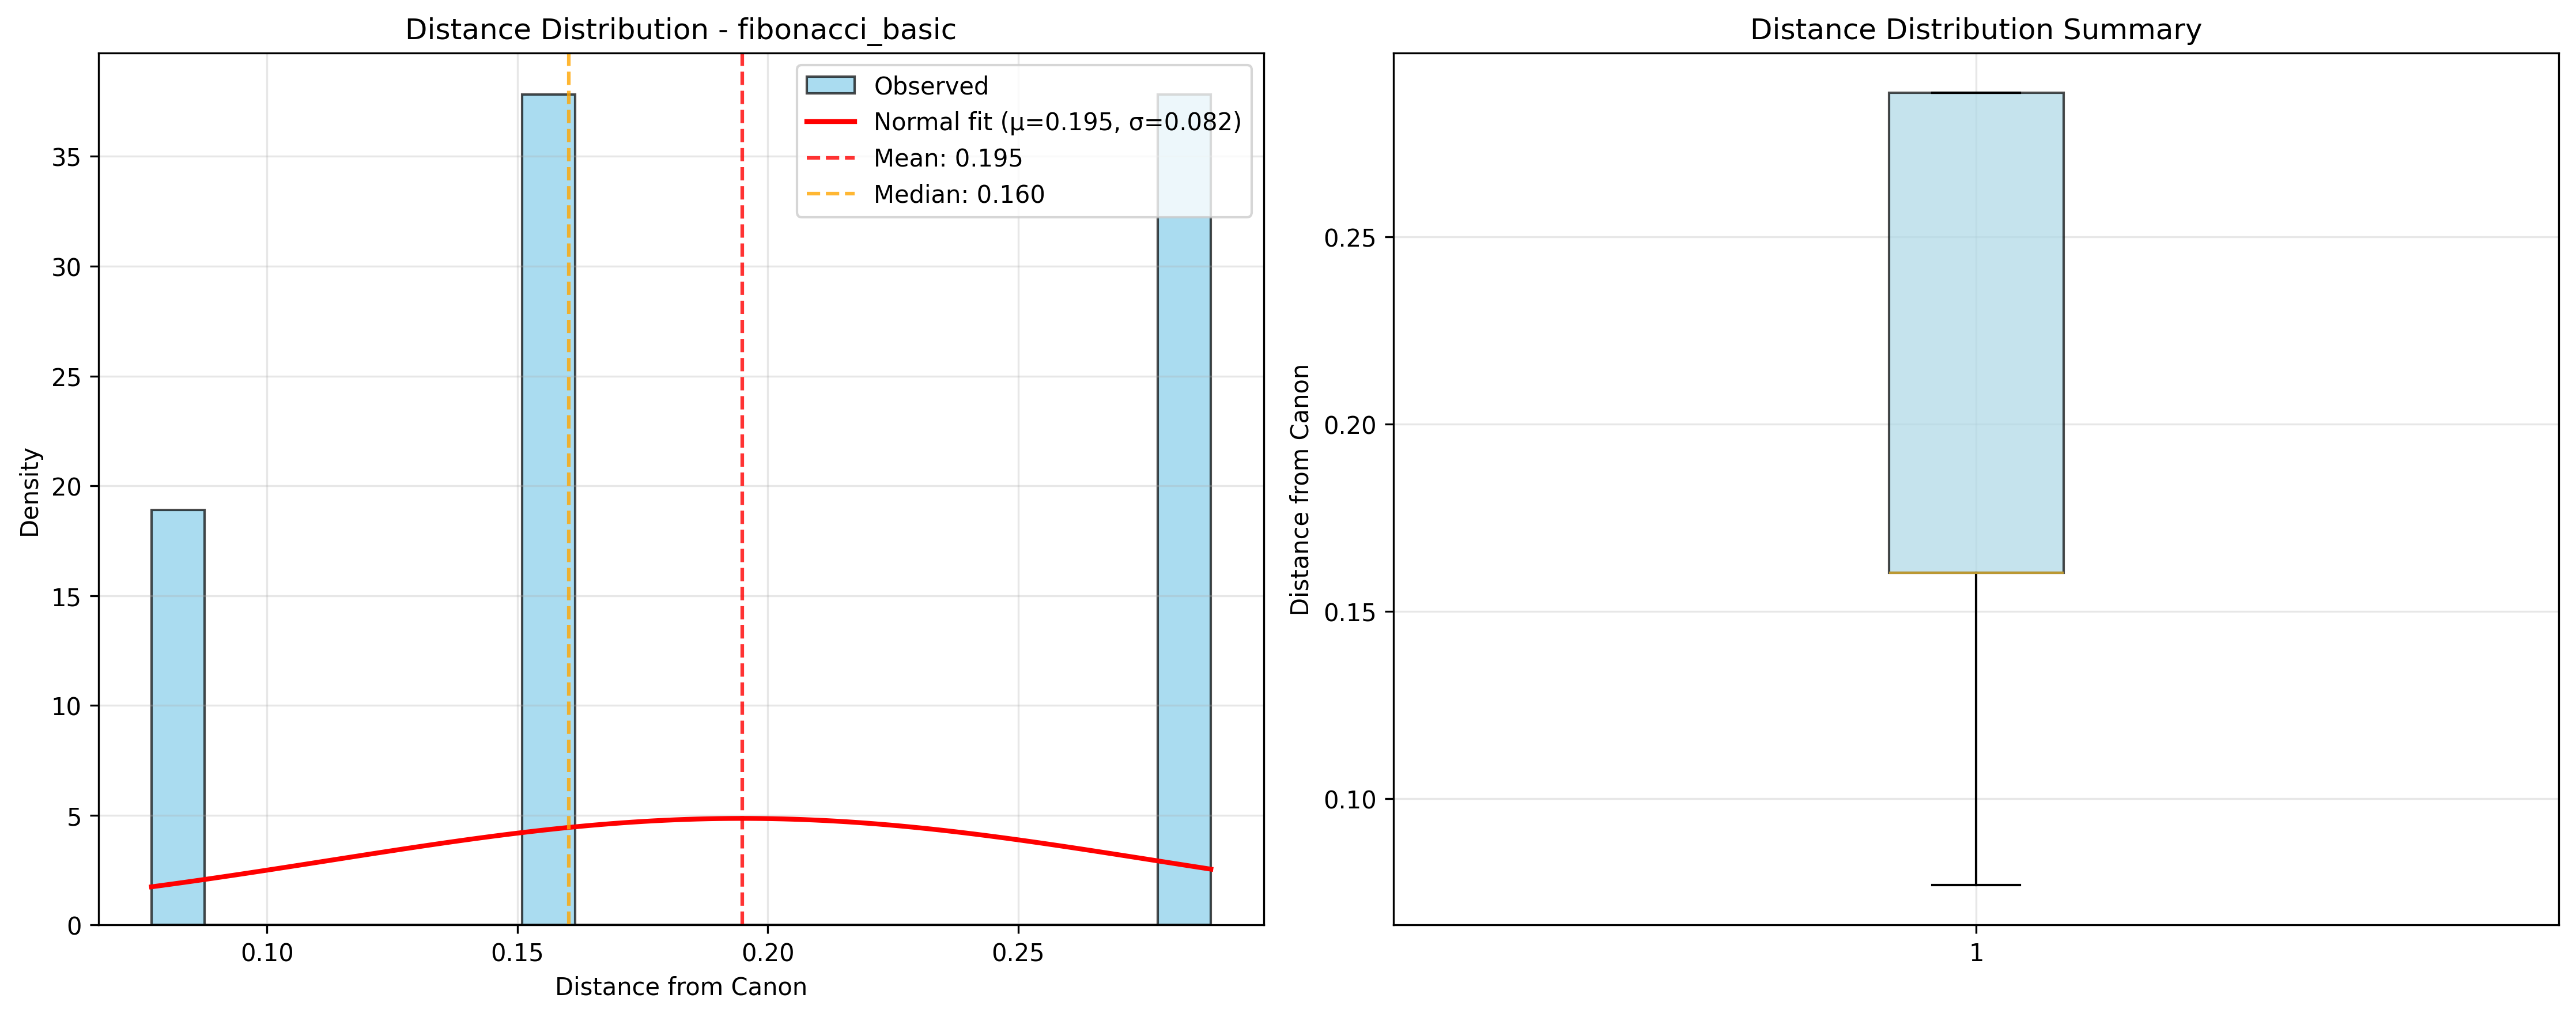 Distance Distribution - fibonacci_basic
Observed
Normal fit (μ=0.195, σ=0.082)
Mean: 0.195
Median: 0.160
Density
35
30
25
20
15
10
5
0
0.10 0.15 0.20 0.25
Distance from Canon
Distance Distribution Summary
Distance from Canon
0.25
0.20
0.15
0.10
1